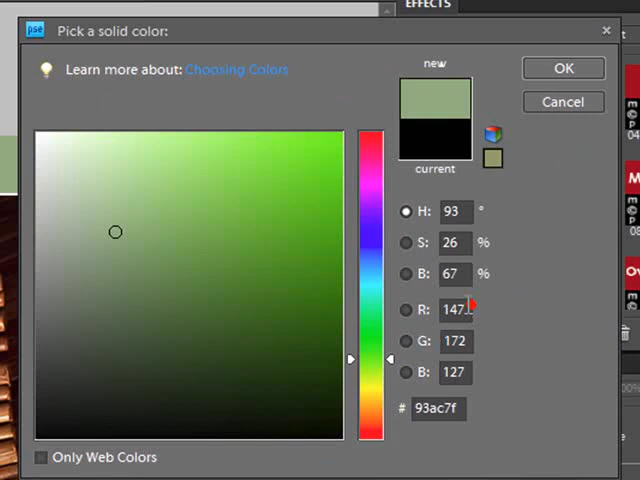 EFFECTS
pse Pick a solid color:
Learn more about: Choosing Colors
new
OK
Cancel
current
H: 93 °
S: 26 %
B: 67 %
R: 147
G: 172
B: 127
# 93ac7f
Only Web Colors